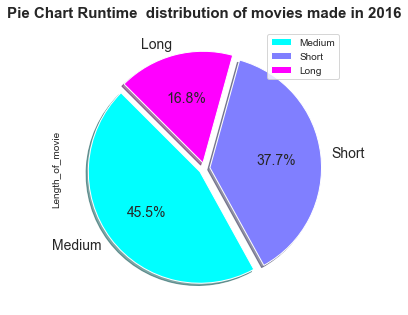 Pie Chart Runtime  distribution of movies made in 2016
Medium
Short
Long
Long
16.8%
Short
37.7%
Length_of_movie
45.5%
Medium